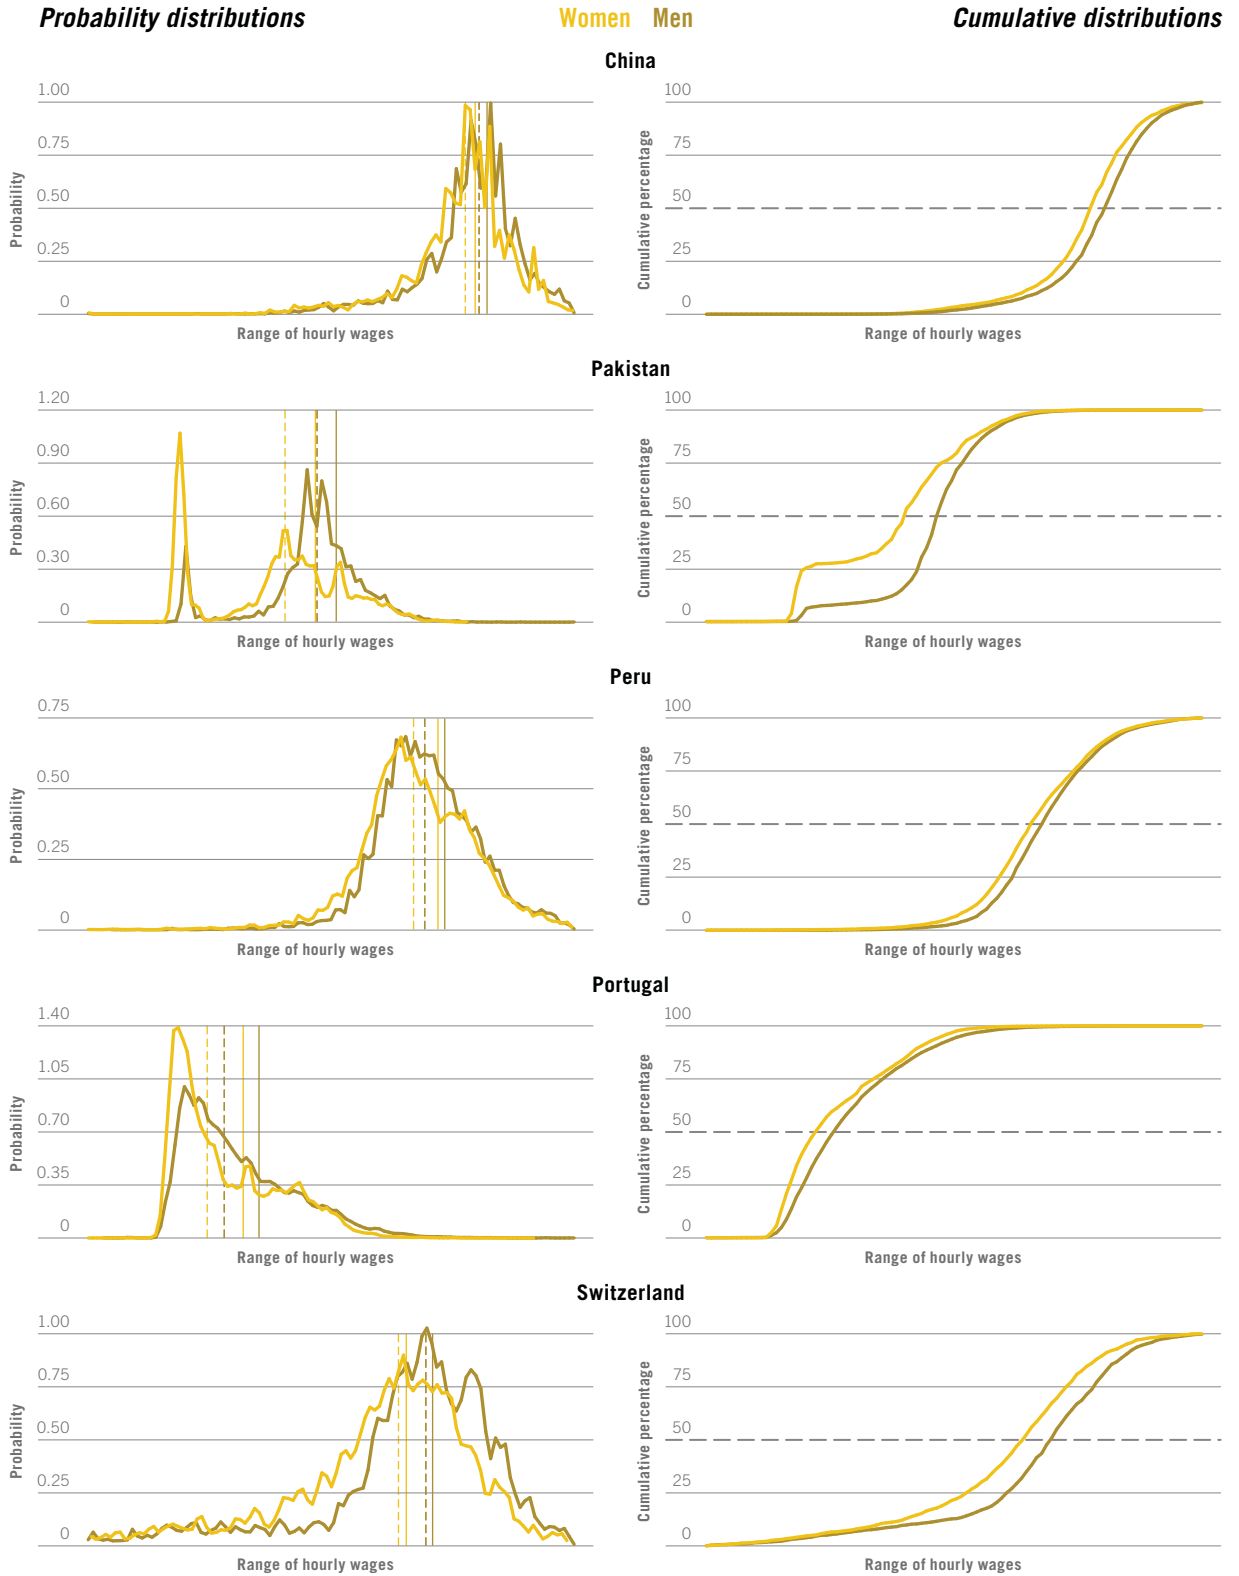 Probability distributions Women Men Cumulative distributions
China
1.00
0.75
0.50
0.25
0
Probability
Range of hourly wages
100
75
50
25
0
Cumulative percentage
Range of hourly wages
Pakistan
1.20
0.90
0.60
0.30
0
Probability
Range of hourly wages
100
75
50
25
0
Cumulative percentage
Range of hourly wages
Peru
0.75
0.50
0.25
0
Probability
Range of hourly wages
100
75
50
25
0
Cumulative percentage
Range of hourly wages
Portugal
1.40
1.05
0.70
0.35
0
Probability
Range of hourly wages
100
75
50
25
0
Cumulative percentage
Range of hourly wages
Switzerland
1.00
0.75
0.50
0.25
0
Probability
Range of hourly wages
100
75
50
25
0
Cumulative percentage
Range of hourly wages